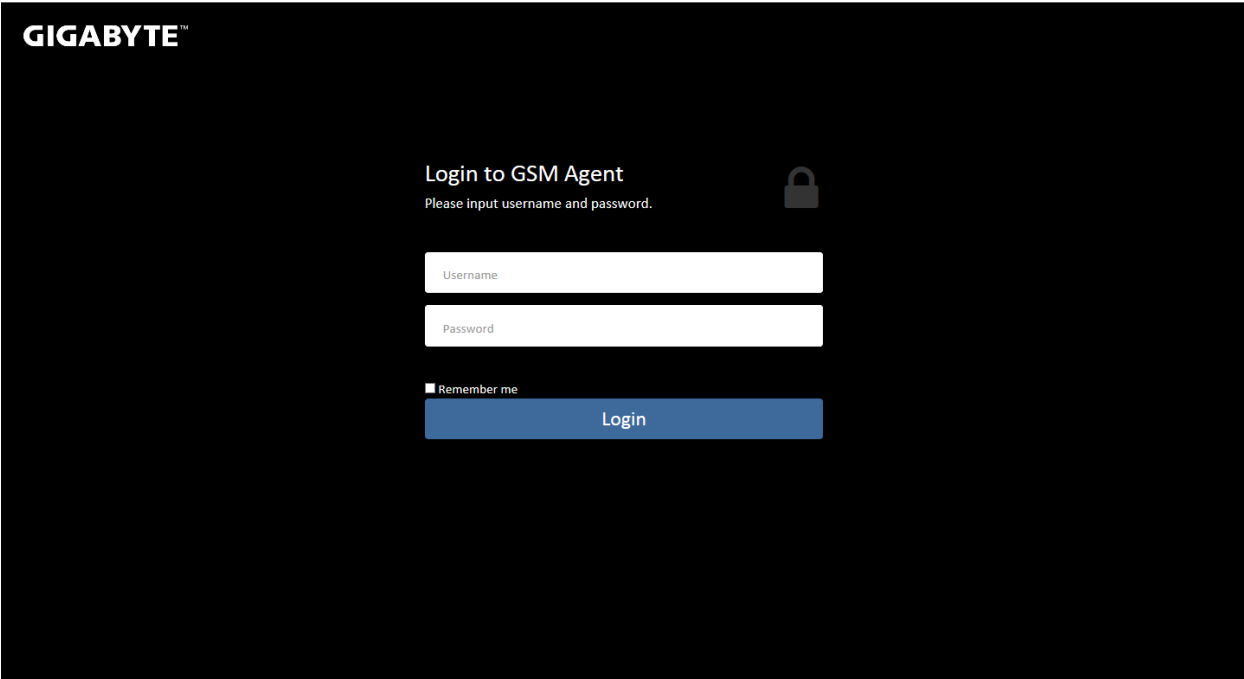 GIGABYTE™
Login to GSM Agent
Please input username and password.
Username
Password
Remember me
Login